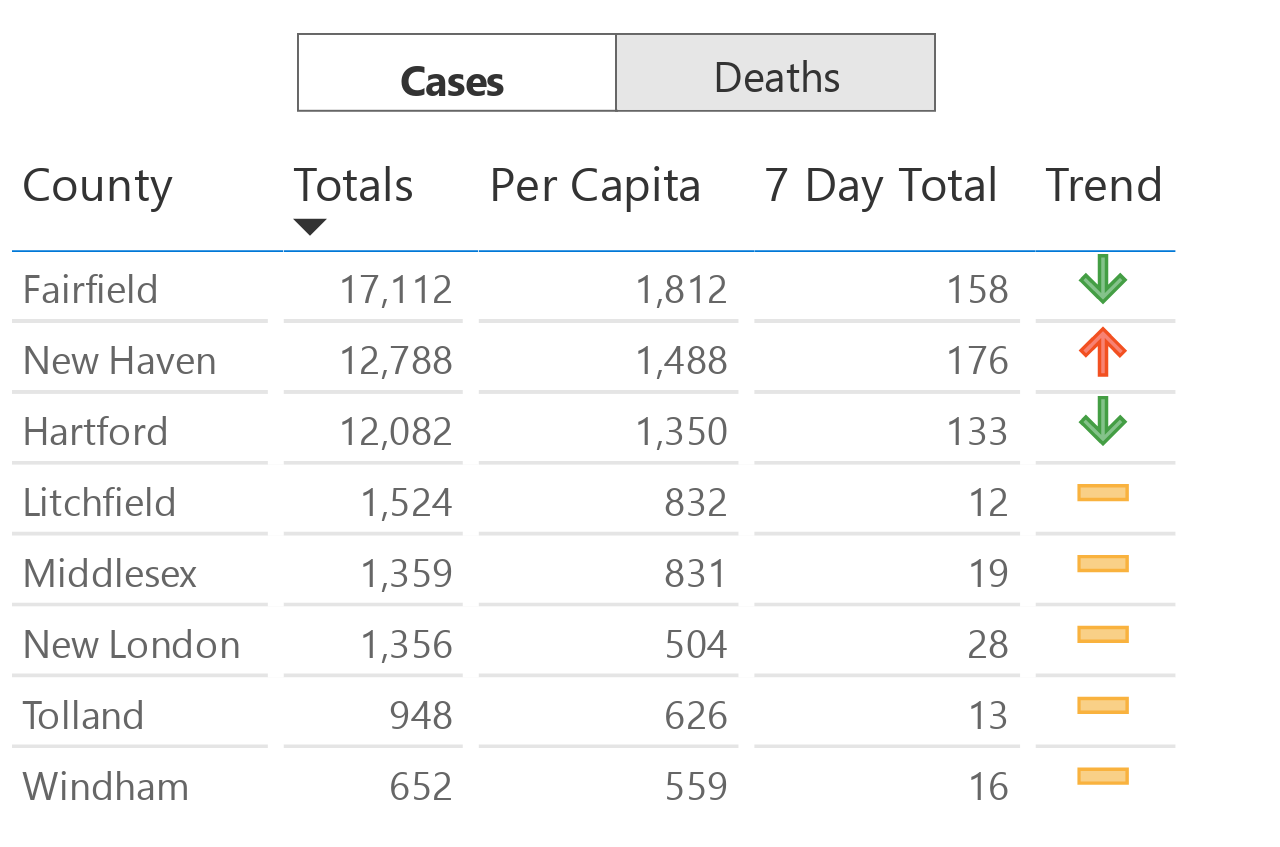 Cases Deaths
County Totals Per Capita 7 Day Total Trend
Fairfield 17,112 1,812 158
New Haven 12,788 1,488 176
Hartford 12,082 1,350 133
Litchfield 1,524 832 12
Middlesex 1,359 831 19
New London 1,356 504 28
Tolland 948 626 13
Windham 652 559 16